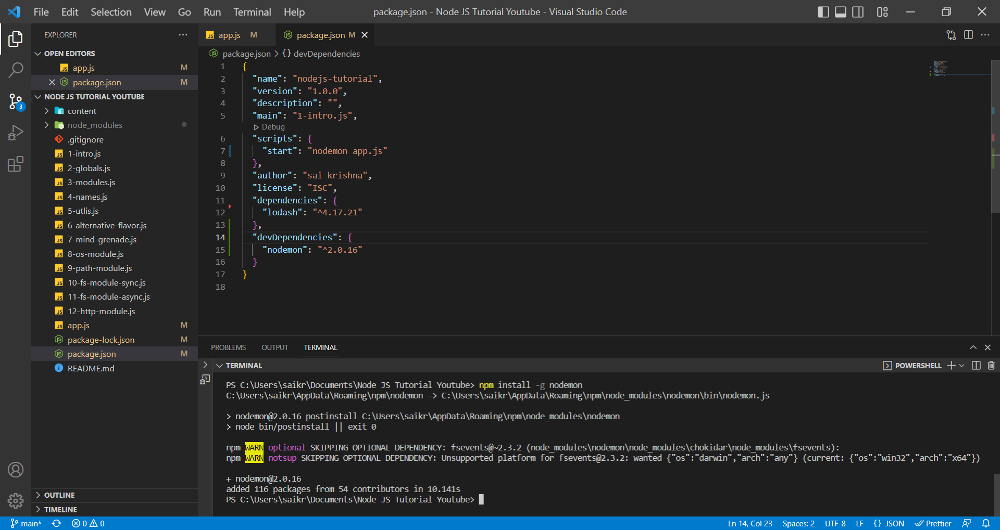 File Edit Selection View Go Run Terminal Help
package.json - Node JS Tutorial Youtube - Visual Studio Code
EXPLORER
OPEN EDITORS
app.js M
package.json M
NODE JS TUTORIAL YOUTUBE
content
node_modules
.gitignore
1-intro.js
2-globals.js
3-modules.js
4-names.js
5-utlis.js
6-alternative-flavor.js
7-mind-grenade.js
8-os-module.js
9-path-module.js
10-fs-module-sync.js
11-fs-module-async.js
12-http-module.js
app.js M
package-lock.json M
package.json M
README.md
OUTLINE
TIMELINE
3
app.js M package.json M
package.json > {} devDependencies
1 {
2 "name": "nodejs-tutorial",
3 "version": "1.0.0",
4 "description": "",
5 "main": "1-intro.js",
Debug
6 "scripts": {
7 "start": "nodemon app.js"
8 },
9 "author": "sai krishna",
10 "license": "ISC",
11 "dependencies": {
12 "lodash": "^4.17.21"
13 },
14 "devDependencies": {
15 "nodemon": "^2.0.16"
16 }
17 }
18
PROBLEMS OUTPUT TERMINAL
TERMINAL
POWERSHELL
PS C:\Users\saikr\Documents\Node JS Tutorial Youtube> npm install -g nodemon
C:\Users\saikr\AppData\Roaming\npm\nodemon -> C:\Users\saikr\AppData\Roaming\npm\node_modules\nodemon\bin\nodemon.js
> nodemon@2.0.16 postinstall C:\Users\saikr\AppData\Roaming\npm\node_modules\nodemon
> node bin/postinstall || exit 0
npm WARN optional SKIPPING OPTIONAL DEPENDENCY: fsevents@~2.3.2 (node_modules\nodemon\node_modules\chokidar\node_modules\fsevents):
npm WARN notsup SKIPPING OPTIONAL DEPENDENCY: Unsupported platform for fsevents@2.3.2: wanted {"os":"darwin","arch":"any"} (current: {"os":"win32","arch":"x64"})
+ nodemon@2.0.16
added 116 packages from 54 contributors in 10.141s
PS C:\Users\saikr\Documents\Node JS Tutorial Youtube>
main* 0 0
Ln 14, Col 23 Spaces: 2 UTF-8 LF {} JSON Prettier